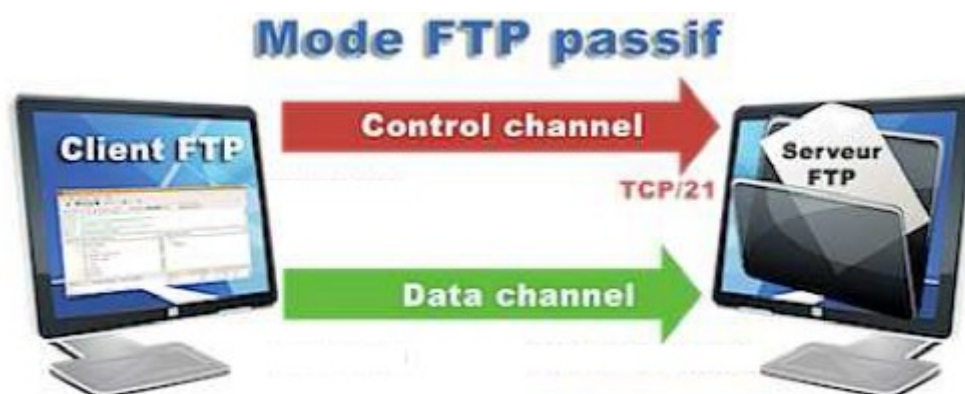 Mode FTP passif
Control channel
Client FTP
Serveur
FTP
TCP/21
Data channel